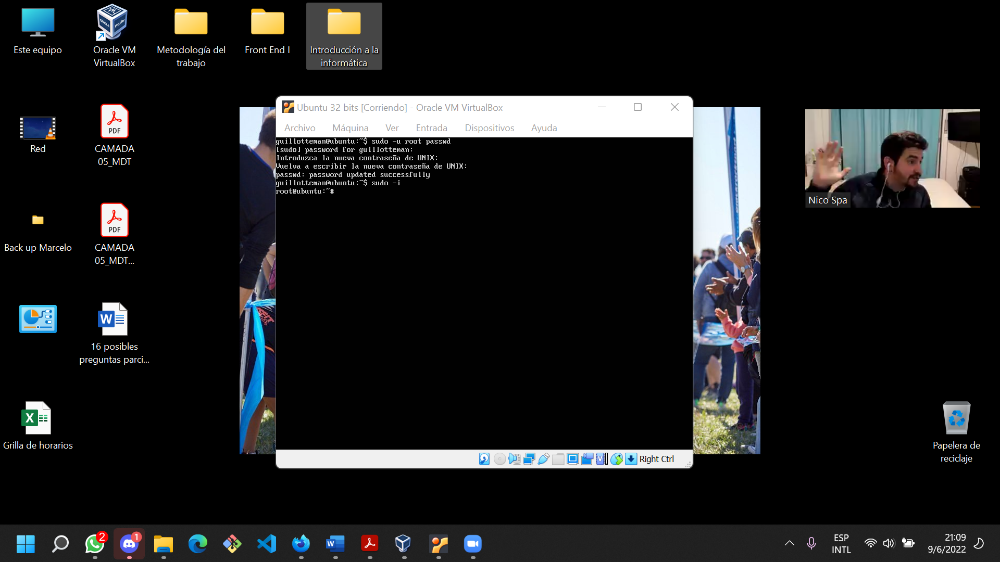 Este equipo
Oracle VM
VirtualBox
Metodología del
trabajo
Front End I
Introducción a la
informática
Red
PDF
CAMADA
05_MDT
Back up Marcelo
PDF
CAMADA
05_MDT...
16 posibles
preguntas parci...
Grilla de horarios
Ubuntu 32 bits [Corriendo] - Oracle VM VirtualBox
Archivo Máquina Ver Entrada Dispositivos Ayuda
guillotteman@ubuntu:~$ sudo -u root passwd
[sudo] password for guillotteman:
Introduzca la nueva contraseña de UNIX:
Vuelva a escribir la nueva contraseña de UNIX:
passwd: password updated successfully
guillotteman@ubuntu:~$ sudo -i
root@ubuntu:~#
Right Ctrl
Nico Spa
Papelera de
reciclaje
2
1
ESP
INTL
21:09
9/6/2022